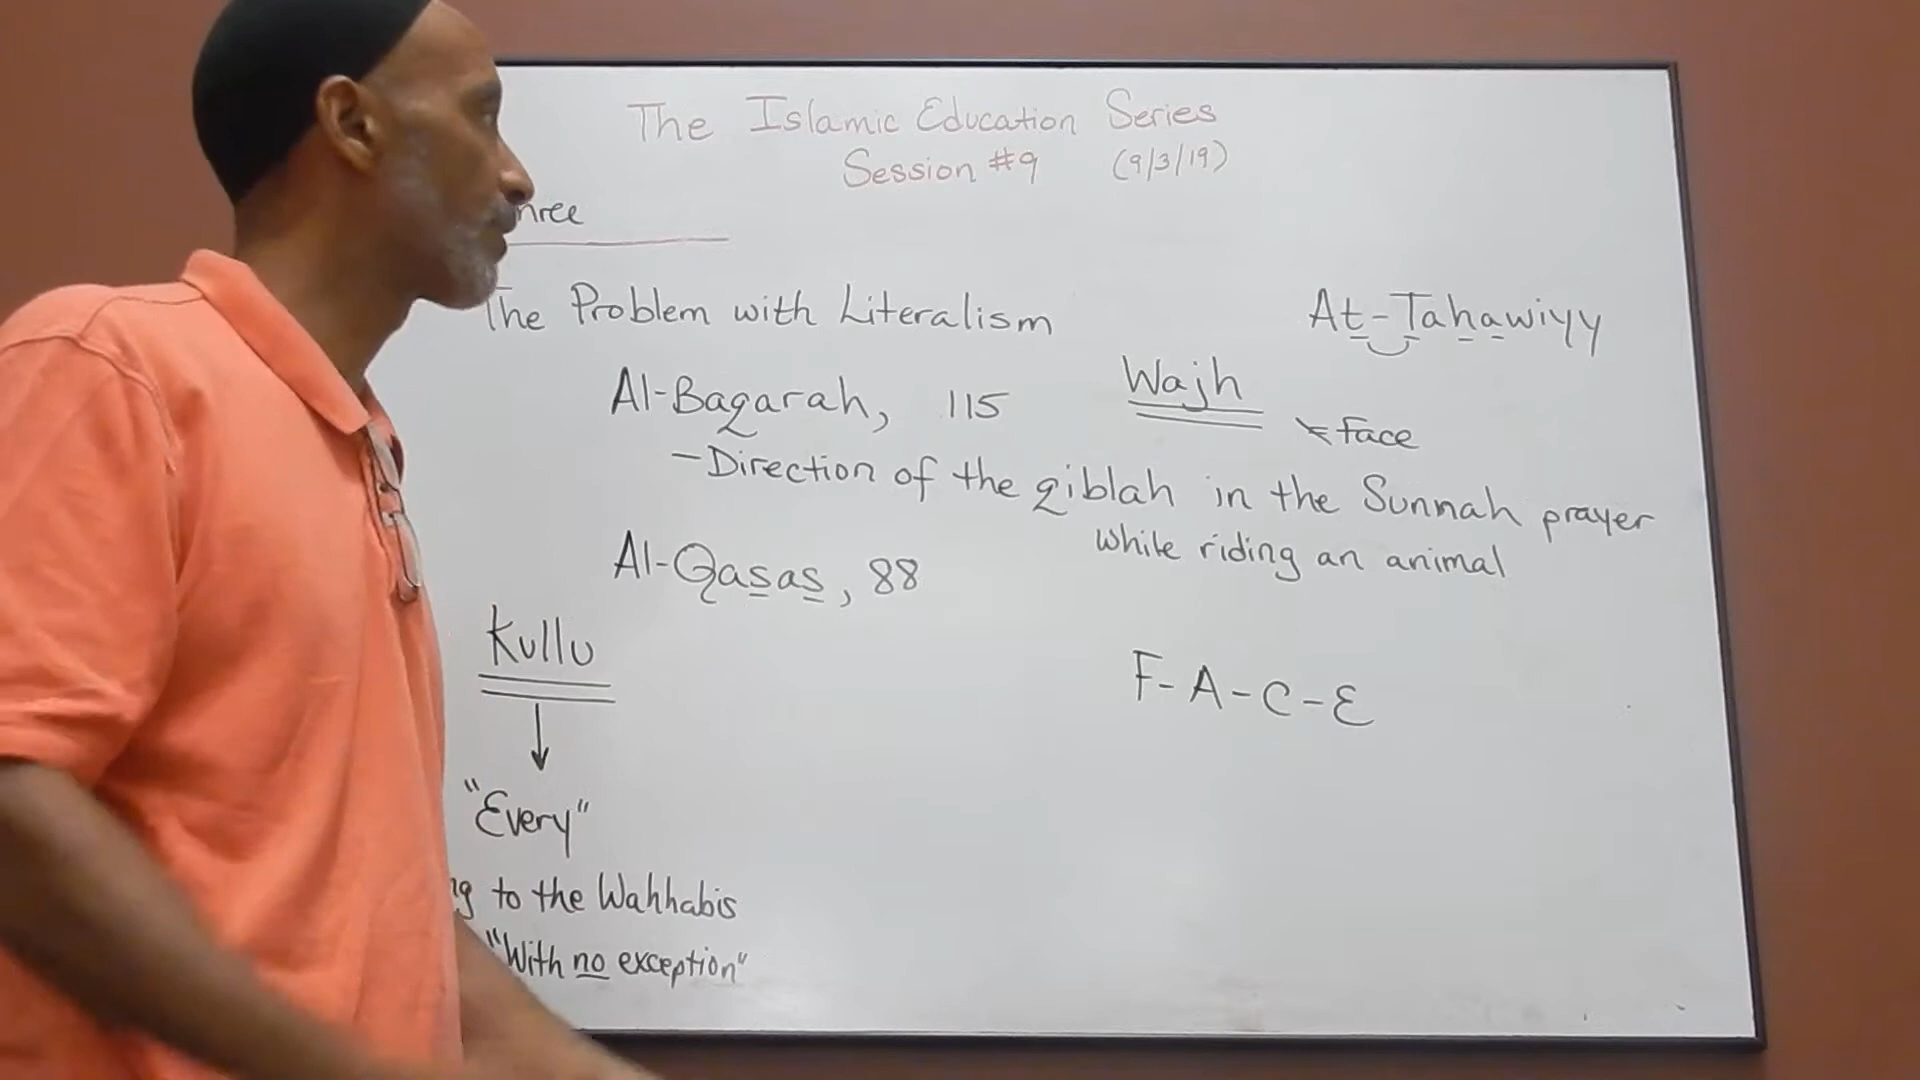 The Islamic Education Series
Session #9 (9/3/19)
The Problem with Literalism
At-Tahawiyy
Al-Baqarah, 115
Wajh
Face
-Direction of the qiblah in the Sunnah prayer
while riding an animal
Al-Qasas, 88
Kullu
F-A-C-E
"Every"
to the Wahhabis
"With no exception"